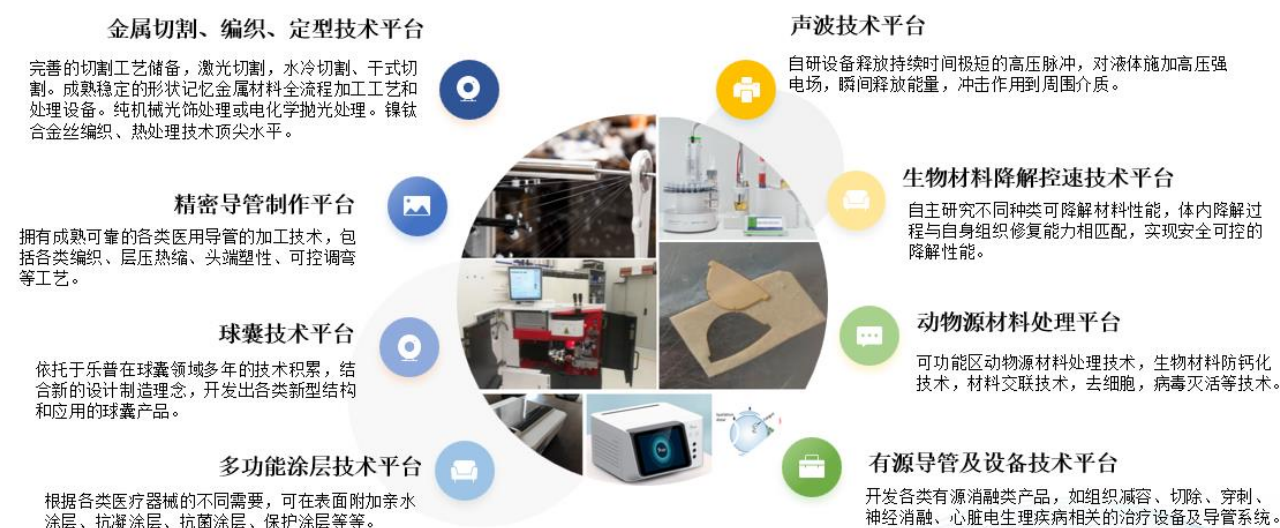 金属切割、编织、定型技术平台
完善的切割工艺储备，激光切割，水冷切割、干式切
割。成熟稳定的形状记忆金属材料全流程加工工艺和
处理设备。纯机械光饰处理或电化学抛光处理。镍钛
合金丝编织、热处理技术顶尖水平。
精密导管制作平台
拥有成熟可靠的各类医用导管的加工技术，包
括各类编织、层压热缩、头端塑性、可控调弯
等工艺。
球囊技术平台
依托于乐普在球囊领域多年的技术积累，结
合新的设计制造理念，开发出各类新型结构
和应用的球囊产品。
多功能涂层技术平台
根据各类医疗器械的不同需要，可在表面附加亲水
涂层、抗凝涂层、抗菌涂层、保护涂层等等。
声波技术平台
自研设备释放持续时间极短的高压脉冲，对液体施加高压强
电场，瞬间释放能量，冲击作用到周围介质。
生物材料降解控速技术平台
自主研究不同种类可降解材料性能，体内降解过
程与自身组织修复能力相匹配，实现安全可控的
降解性能。
动物源材料处理平台
可功能区动物源材料处理技术，生物材料防钙化
技术，材料交联技术，去细胞，病毒灭活等技术。
有源导管及设备技术平台
开发各类有源消融类产品，如组织减容、切除、穿刺、
神经消融、心脏电生理疾病相关的治疗设备及导管系统。